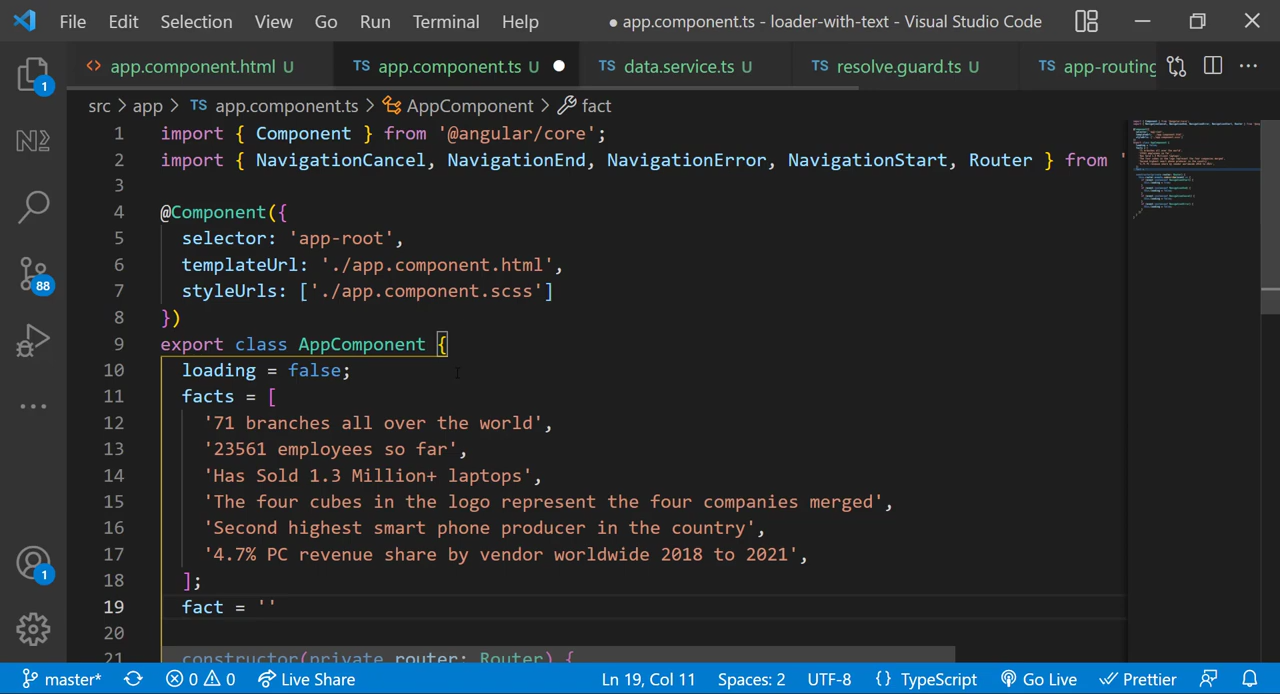 File Edit Selection View Go Run Terminal Help ● app.component.ts - loader-with-text - Visual Studio Code
<> app.component.html U TS app.component.ts U ● TS data.service.ts U TS resolve.guard.ts U TS app-routing
src > app > TS app.component.ts > AppComponent > fact
1 import { Component } from '@angular/core';
2 import { NavigationCancel, NavigationEnd, NavigationError, NavigationStart, Router } from '
3
4 @Component({
5 selector: 'app-root',
6 templateUrl: './app.component.html',
7 styleUrls: ['./app.component.scss']
8 })
9 export class AppComponent {
10 loading = false;
11 facts = [
12 '71 branches all over the world',
13 '23561 employees so far',
14 'Has Sold 1.3 Million+ laptops',
15 'The four cubes in the logo represent the four companies merged',
16 'Second highest smart phone producer in the country',
17 '4.7% PC revenue share by vendor worldwide 2018 to 2021',
18 ];
19 fact = ''
20
21 constructor(private router: Router) {
1
88
1
master* 0 0 Live Share Ln 19, Col 11 Spaces: 2 UTF-8 {} TypeScript Go Live Prettier